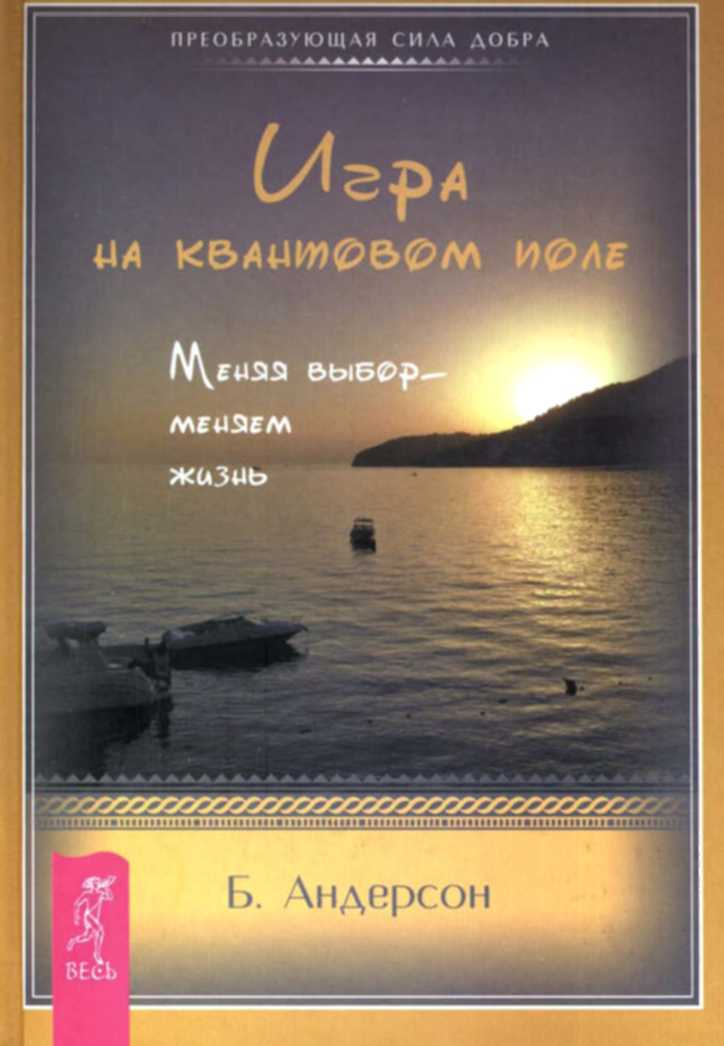 ПРЕОБРАЗУЮЩАЯ СИЛА ДОБРА
Игра
на квантовом поле
Меняя выбор—
меняем
жизнь
Б. Андерсон
ВЕСЬ